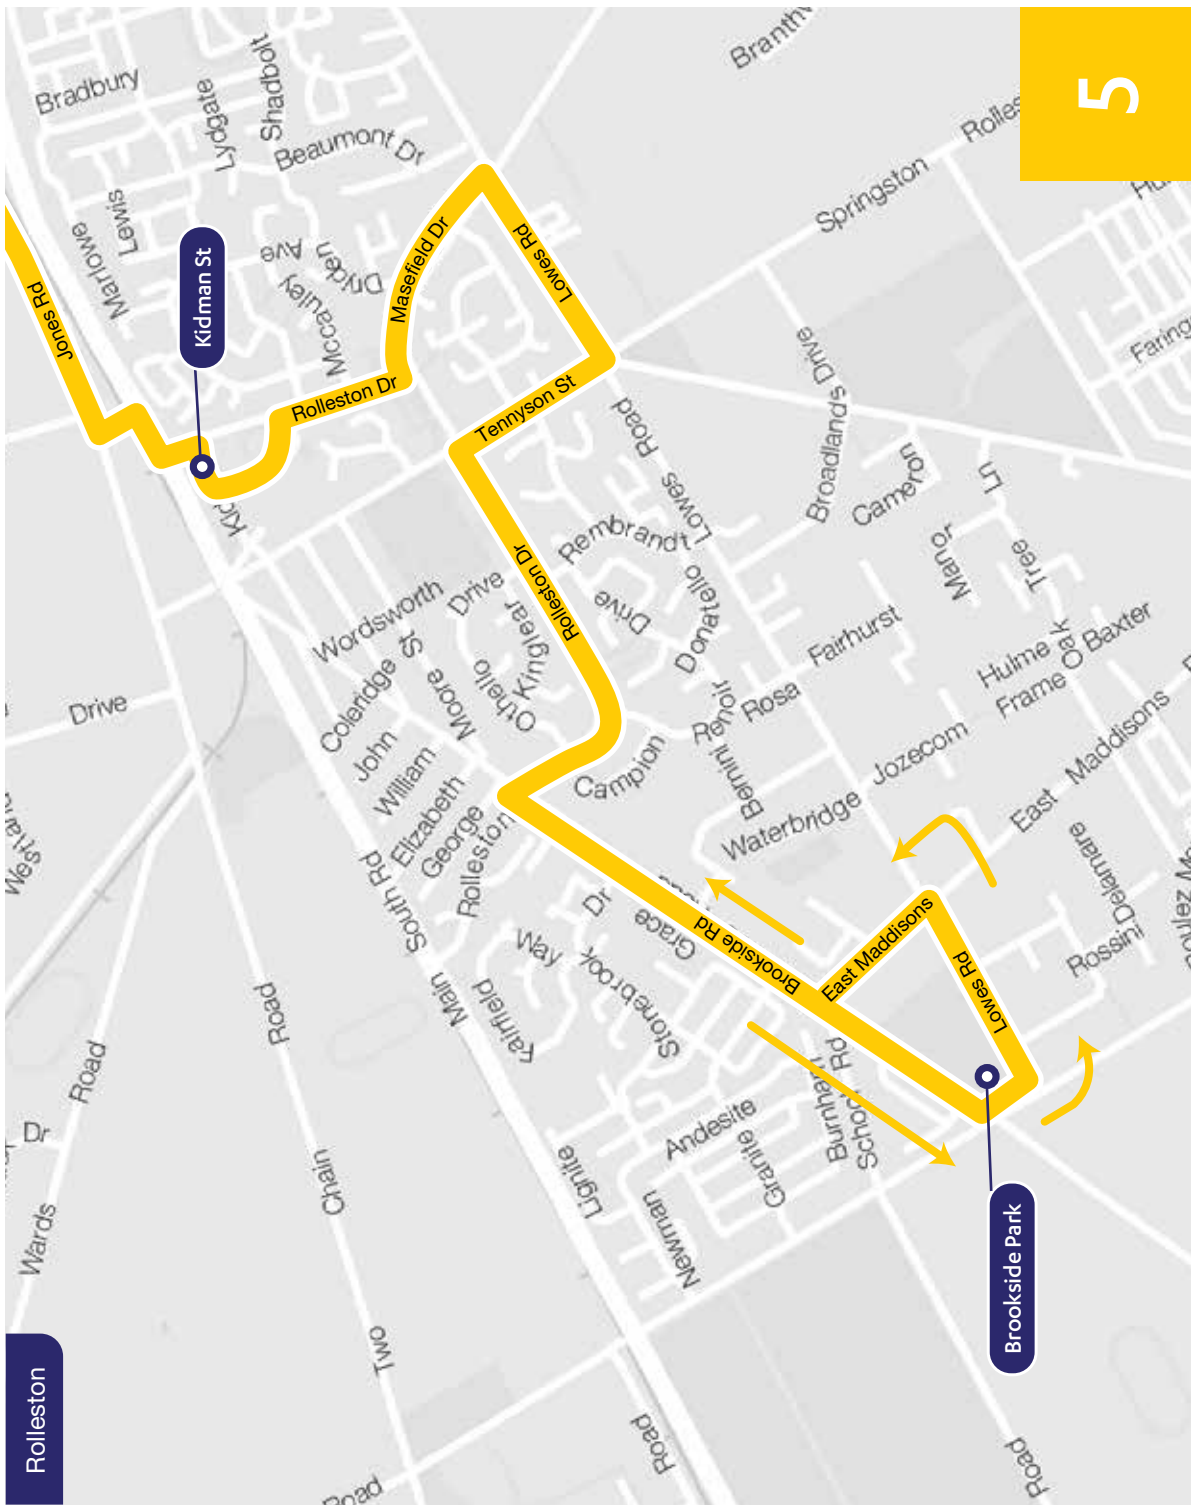 5
Rolleston
Kidman St
Brookside Park
Jones Rd
Rolleston Dr
Masefield Dr
Lowes Rd
Tennyson St
Rolleston Dr
Brookside Rd
East Maddisons
Lowes Rd
Bradbury
Lydgate
Shadbolt
Beaumont Dr
Lewis
Marlowe
Ave
Dryden
Mccauley
Springston
Broadlands Drive
Cameron
Manor
Ln
Tree
Oak
Baxter
Hulme
Frame
Fairhurst
Jozecom
East Maddisons
Delamare
Rossini
Lowes Road
Rembrandt
Drive
Donatello
Renoir
Rosa
Bernini
Waterbridge
Campion
Wordsworth
St
Drive
Kinglear
Othello
Moore
Coleridge
John
William
Elizabeth
George
Rolleston
Dr
Grace
Way
Stonebrook
Fairfield
Main South Rd
Burnham
School Rd
Andesite
Granite
Newman
Lignite
Drive
Wards Road
Dr
Two Chain Road
Road
Road
Road